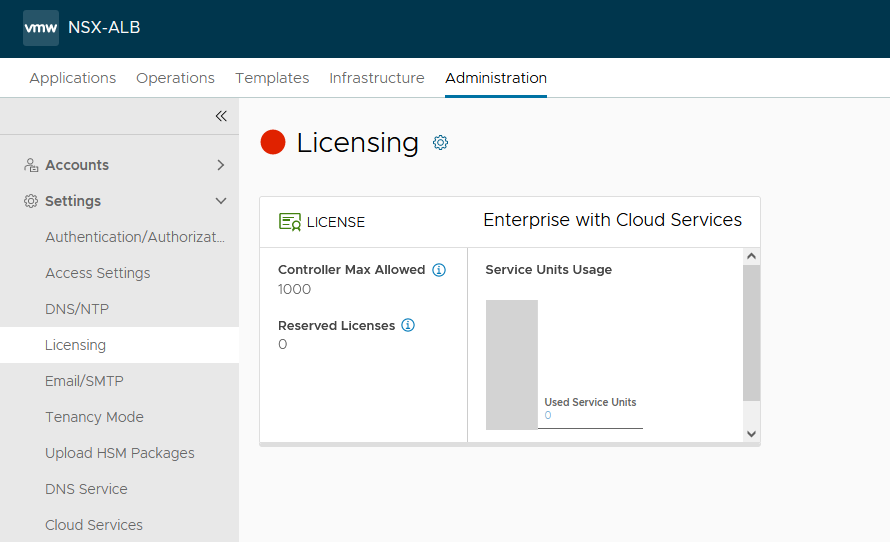 vmw NSX-ALB
Applications Operations Templates Infrastructure Administration
Accounts
Settings
Authentication/Authorizat...
Access Settings
DNS/NTP
Licensing
Email/SMTP
Tenancy Mode
Upload HSM Packages
DNS Service
Cloud Services
Licensing
LICENSE
Enterprise with Cloud Services
Controller Max Allowed
1000
Reserved Licenses
0
Service Units Usage
Used Service Units
0